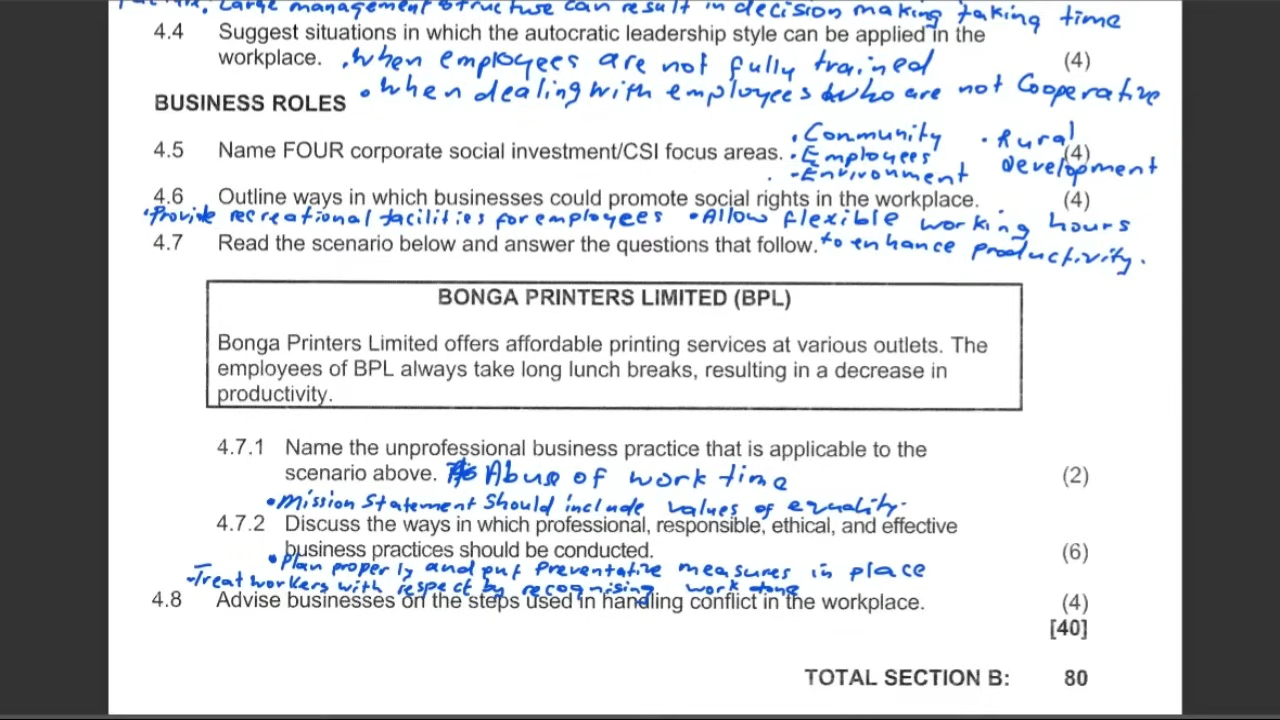 . Large management structure can result in decision making taking time
4.4 Suggest situations in which the autocratic leadership style can be applied in the
workplace. .when employees are not fully trained (4)
•when dealing with employees who are not Cooperative
BUSINESS ROLES
.Community • Rural
4.5 Name FOUR corporate social investment/CSI focus areas. •Employees (4)
-Environment development
4.6 Outline ways in which businesses could promote social rights in the workplace. (4)
•Provide recreational facilities for employees •Allow flexible working hours
4.7 Read the scenario below and answer the questions that follow. to enhance productivity.
BONGA PRINTERS LIMITED (BPL)
Bonga Printers Limited offers affordable printing services at various outlets. The
employees of BPL always take long lunch breaks, resulting in a decrease in
productivity.
4.7.1 Name the unprofessional business practice that is applicable to the
scenario above. Abuse of work time (2)
•Mission Statement Should include values of equality.
4.7.2 Discuss the ways in which professional, responsible, ethical, and effective
business practices should be conducted. (6)
•Plan properly and put Preventative measures in place
-Treat workers with respect by recognising work done
4.8 Advise businesses on the steps used in handling conflict in the workplace. (4)
[40]
TOTAL SECTION B: 80